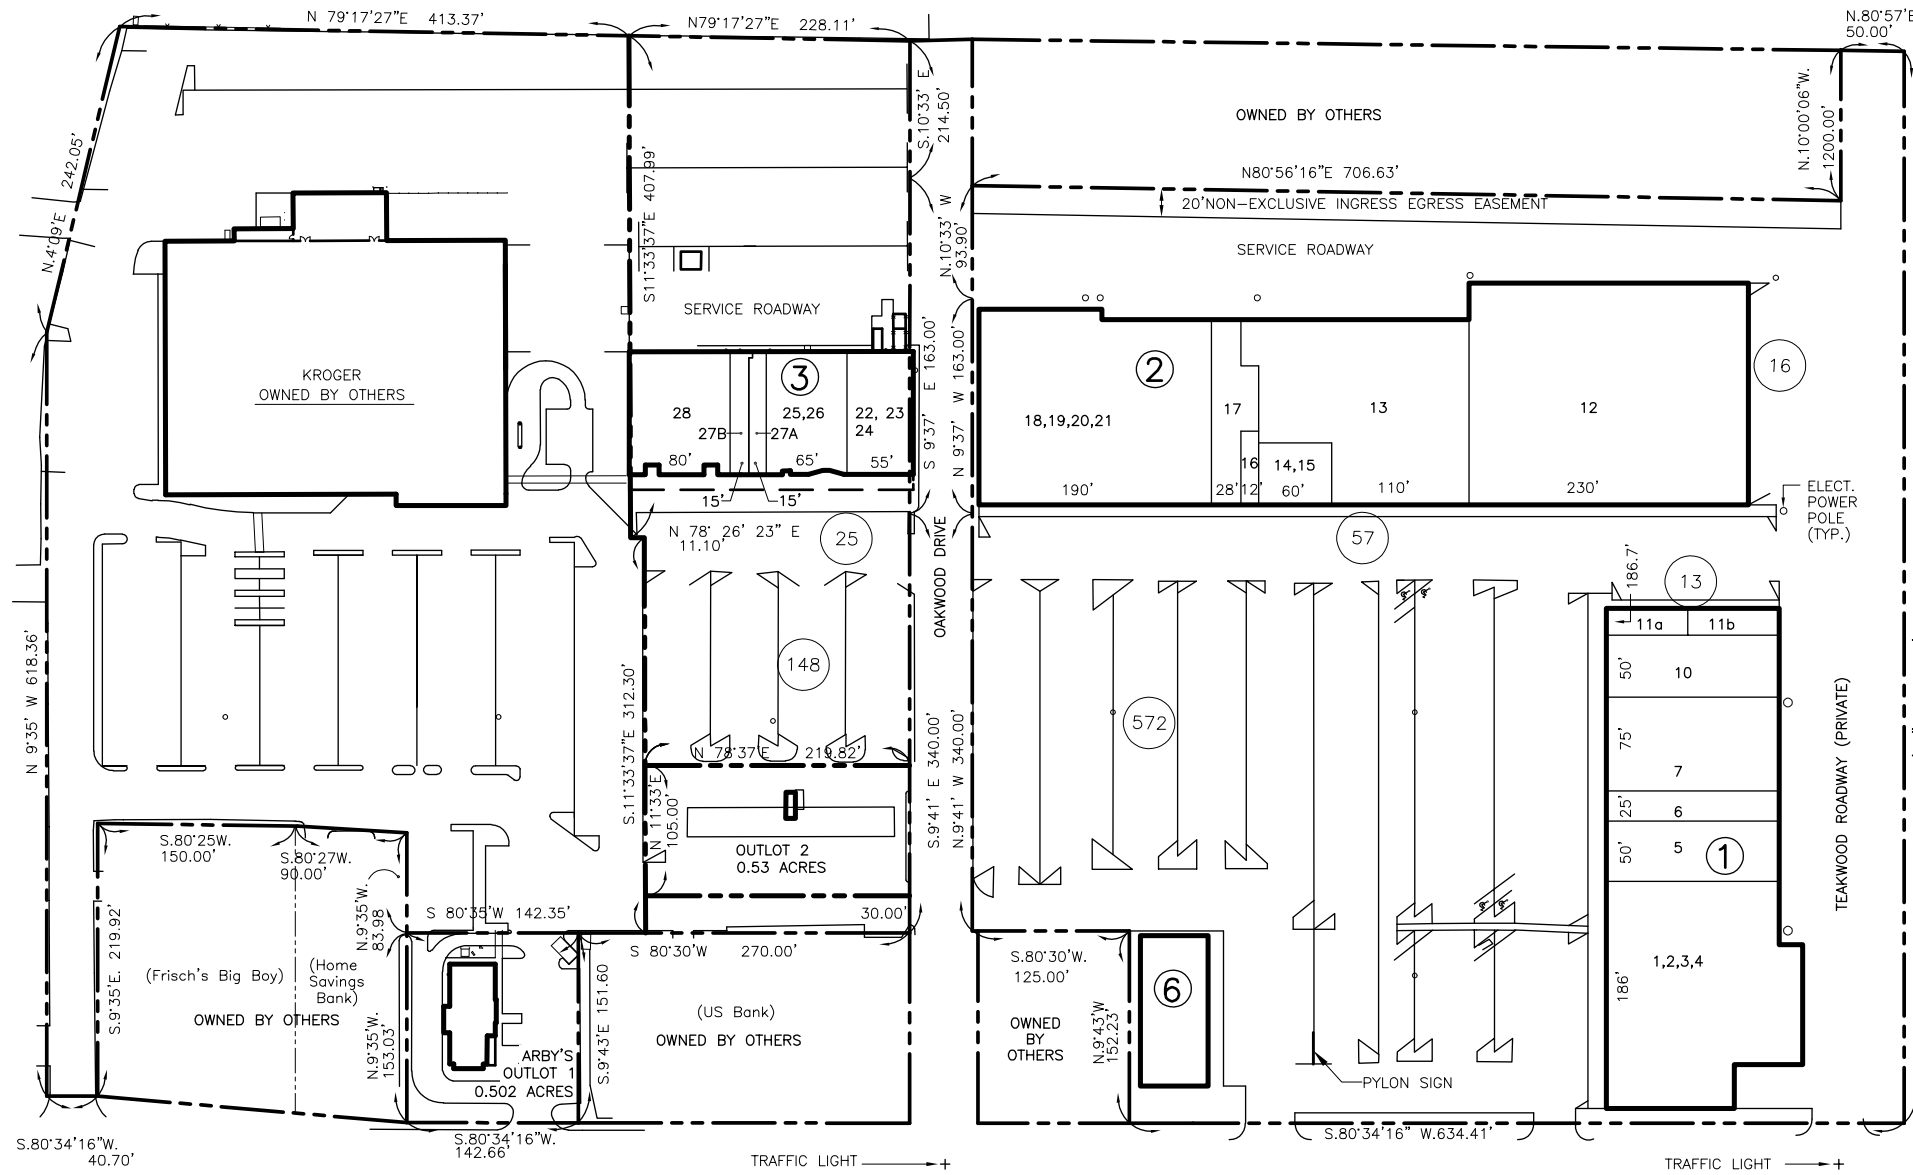 N 79°17'27"E 413.37'
N79°17'27"E 228.11'
N.80°57'E
50.00'
242.05'
N.4°09'E
S.10°33' E
214.50'
OWNED BY OTHERS
N.10°00'06"W.
1200.00'
S11°33'37"E 407.99'
N.10°33' W
93.90'
N80°56'16"E 706.63'
20'NON-EXCLUSIVE INGRESS EGRESS EASEMENT
SERVICE ROADWAY
SERVICE ROADWAY
KROGER
OWNED BY OTHERS
3
28
27B
27A
25,26
22, 23
24
80'
65'
55'
15'
15'
S 9°37' E 163.00'
N 9°37' W 163.00'
2
18,19,20,21
17
16
14,15
13
12
190'
28'
12'
60'
110'
230'
16
ELECT.
POWER
POLE
(TYP.)
N 78° 26' 23" E
11.10'
25
57
OAKWOOD DRIVE
186.7'
13
11a
11b
10
50'
7
75'
6
25'
5
50'
1
1,2,3,4
186'
TEAKWOOD ROADWAY (PRIVATE)
148
572
N 9°35' W 618.36'
S.11°33'37"E 312.30'
N 78°37'E 219.82'
N 11°33'E
105.00'
OUTLOT 2
0.53 ACRES
S.9°41' E 340.00'
N.9°41' W 340.00'
S.80°25W.
150.00'
S.80°27W.
90.00'
N.9°35'W.
83.98
S 80°35'W 142.35'
30.00'
S 80°30'W 270.00'
S.9°35'E. 219.92'
(Frisch's Big Boy)
(Home
Savings
Bank)
OWNED BY OTHERS
N.9°35'W.
153.03'
ARBY'S
OUTLOT 1
0.502 ACRES
S.9°43'E 151.60
(US Bank)
OWNED BY OTHERS
S.80°30'W.
125.00'
OWNED
BY
OTHERS
N.9°43'W
152.23'
6
PYLON SIGN
S.80°34'16"W.
40.70'
S.80°34'16"W.
142.66'
S.80°34'16" W.634.41'
TRAFFIC LIGHT
TRAFFIC LIGHT